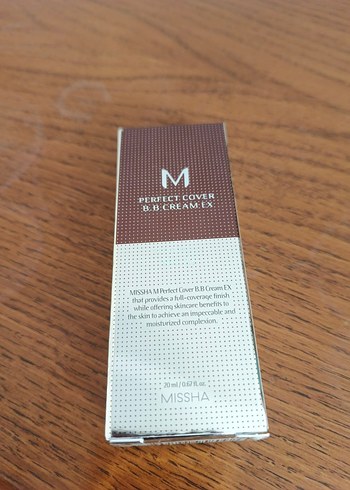 M
PERFECT COVER
B.B CREAM EX
MISSHA M Perfect Cover B.B Cream EX
that provides a full-coverage finish
while offering skincare benefits to
the skin to achieve an impeccable and
moisturized complexion.
20 ml / 0.67 fl. oz.
MISSHA